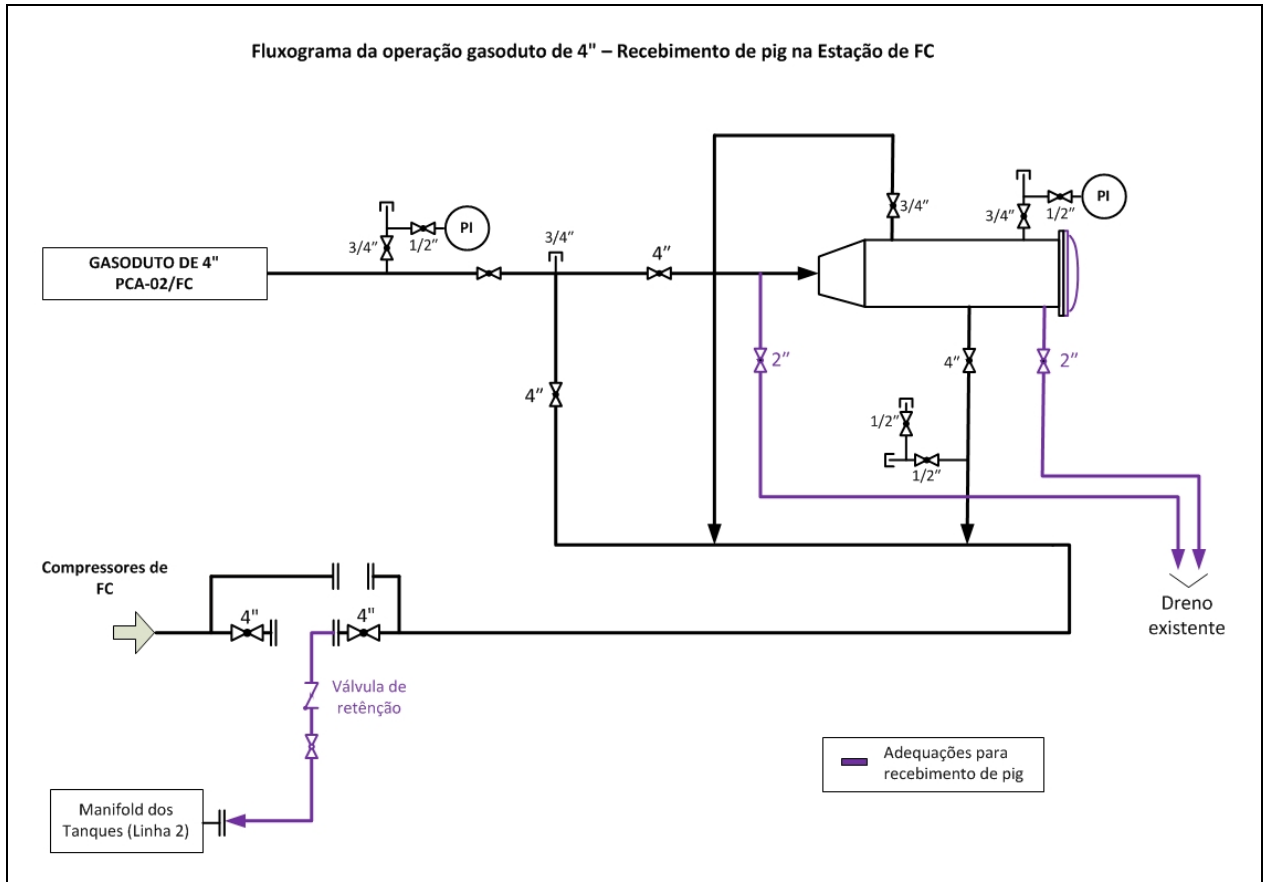 Fluxograma da operação gasoduto de 4" – Recebimento de pig na Estação de FC
3/4"
1/2"
PI
3/4"
4"
3/4"
3/4"
1/2"
PI
GASODUTO DE 4"
PCA-02/FC
4"
2"
4"
2"
1/2"
1/2"
Compressores de
FC
4"
4"
Válvula de
retênção
Dreno
existente
Adequações para
recebimento de pig
Manifold dos
Tanques (Linha 2)